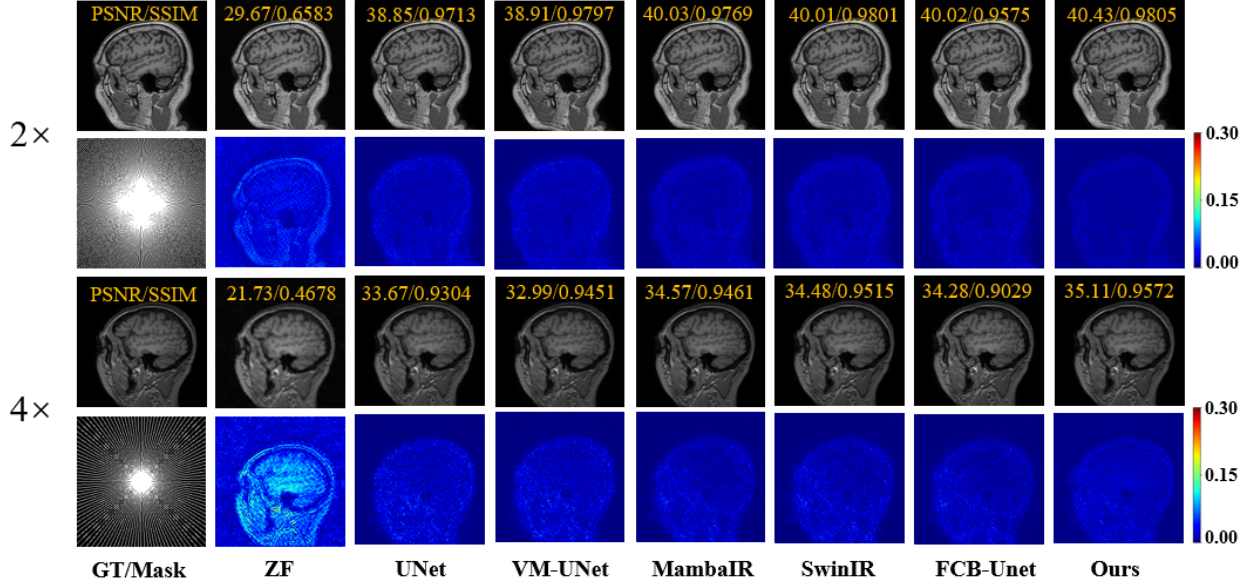 PSNR/SSIM 29.67/0.6583 38.85/0.9713 38.91/0.9797 40.03/0.9769 40.01/0.9801 40.02/0.9575 40.43/0.9805
2×
0.30
0.15
0.00
PSNR/SSIM 21.73/0.4678 33.67/0.9304 32.99/0.9451 34.57/0.9461 34.48/0.9515 34.28/0.9029 35.11/0.9572
4×
0.30
0.15
0.00
GT/Mask ZF UNet VM-UNet MambaIR SwinIR FCB-Unet Ours